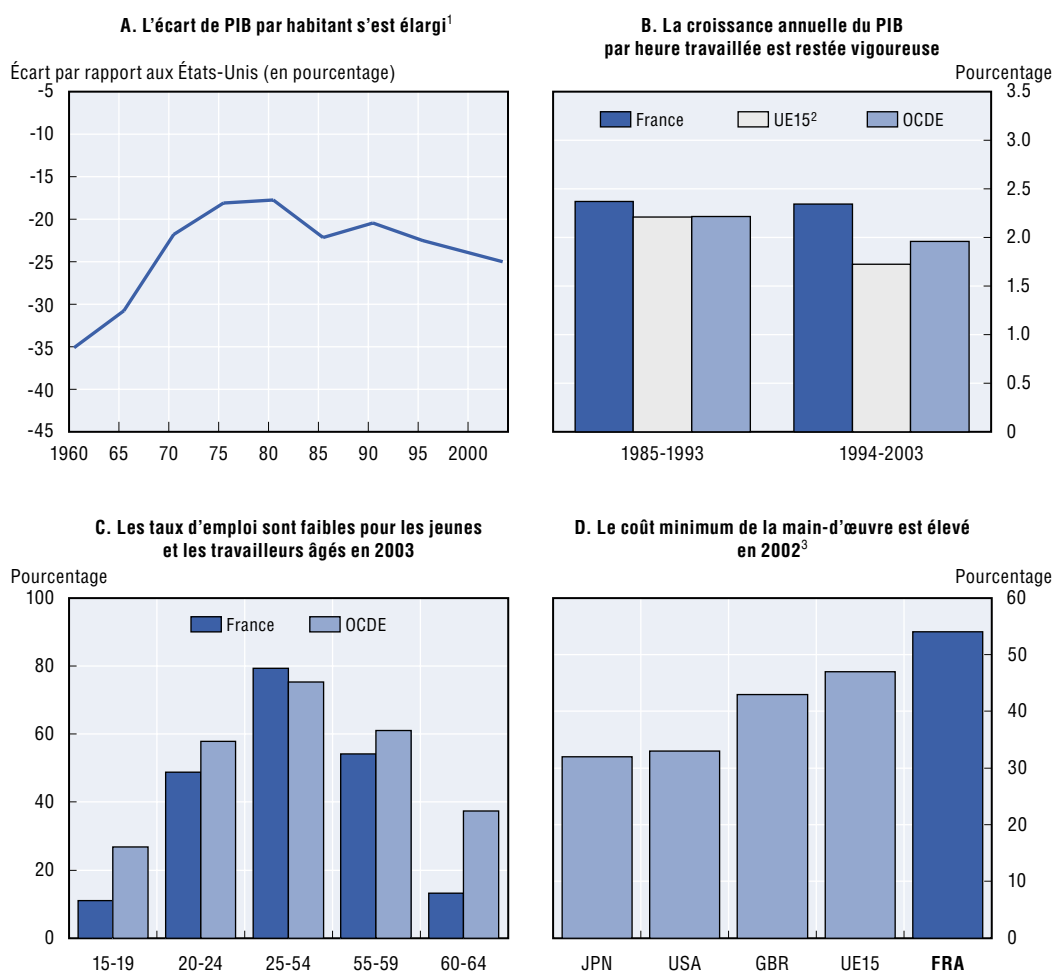 A. L'écart de PIB par habitant s'est élargi1
Écart par rapport aux États-Unis (en pourcentage)
-5
-10
-15
-20
-25
-30
-35
-40
-45
1960 65 70 75 80 85 90 95 2000
B. La croissance annuelle du PIB
par heure travaillée est restée vigoureuse
Pourcentage
3.5
France UE152 OCDE
3.0
2.5
2.0
1.5
1.0
0.5
0
1985-1993 1994-2003
C. Les taux d'emploi sont faibles pour les jeunes
et les travailleurs âgés en 2003
Pourcentage
100
France OCDE
80
60
40
20
0
15-19 20-24 25-54 55-59 60-64
D. Le coût minimum de la main-d'œuvre est élevé
en 20023
Pourcentage
60
50
40
30
20
10
0
JPN USA GBR UE15 FRA